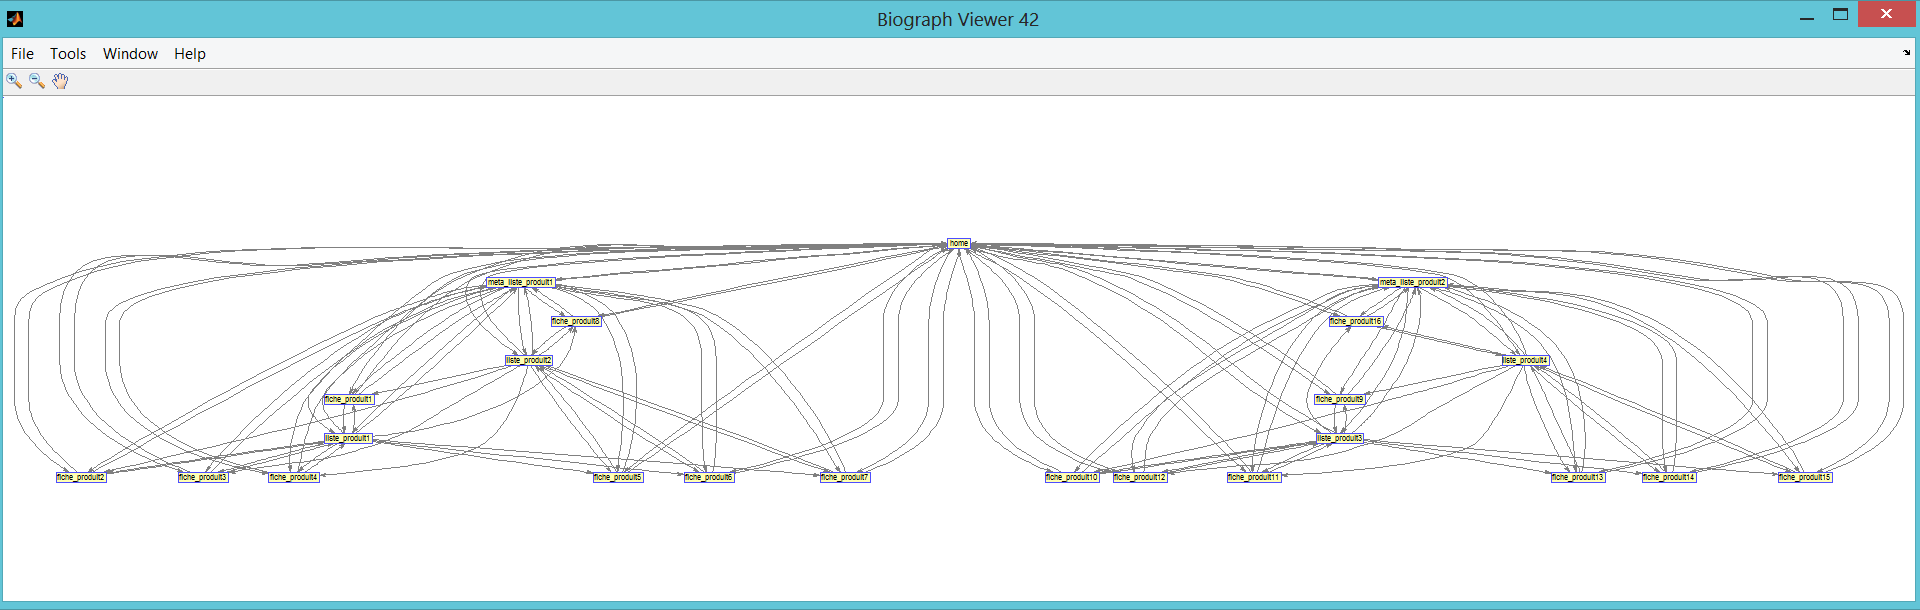 Biograph Viewer 42
File Tools Window Help
home
meta_liste_produit1
meta_liste_produit2
fiche_produit8
fiche_produit16
liste_produit2
liste_produit4
fiche_produit1
fiche_produit9
liste_produit1
liste_produit3
fiche_produit2
fiche_produit3
fiche_produit4
fiche_produit5
fiche_produit6
fiche_produit7
fiche_produit10
fiche_produit12
fiche_produit11
fiche_produit13
fiche_produit14
fiche_produit15